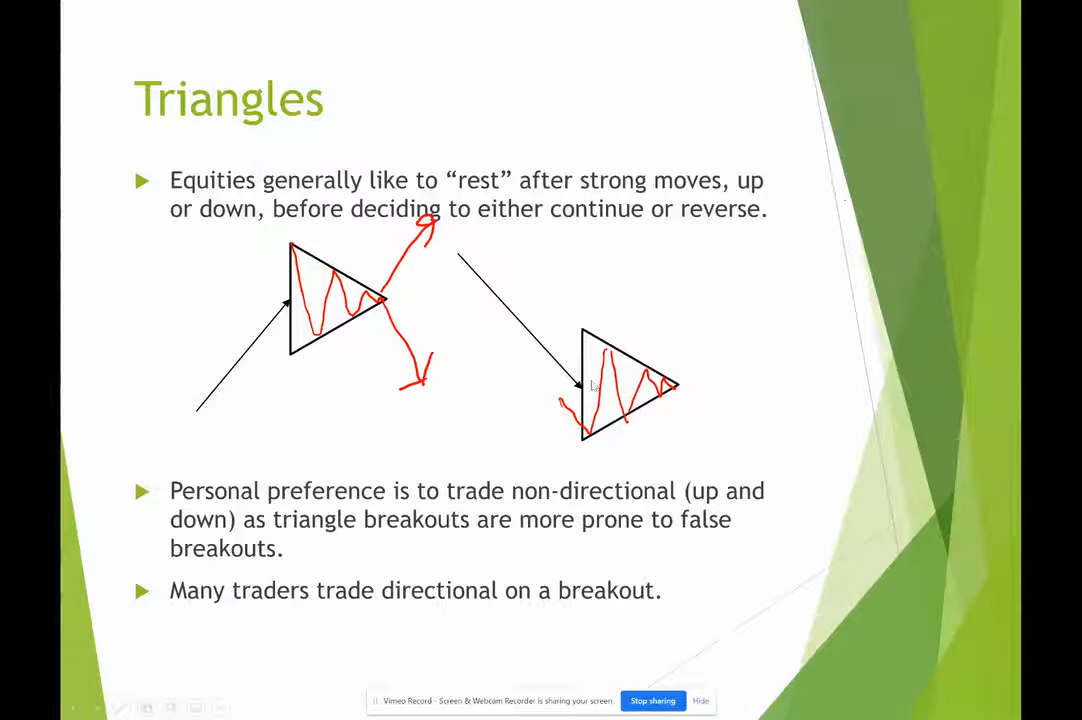 Triangles
Equities generally like to “rest” after strong moves, up
or down, before deciding to either continue or reverse.
Personal preference is to trade non-directional (up and
down) as triangle breakouts are more prone to false
breakouts.
Many traders trade directional on a breakout.
Vimeo Record - Screen & Webcam Recorder is sharing your screen. Stop sharing Hide